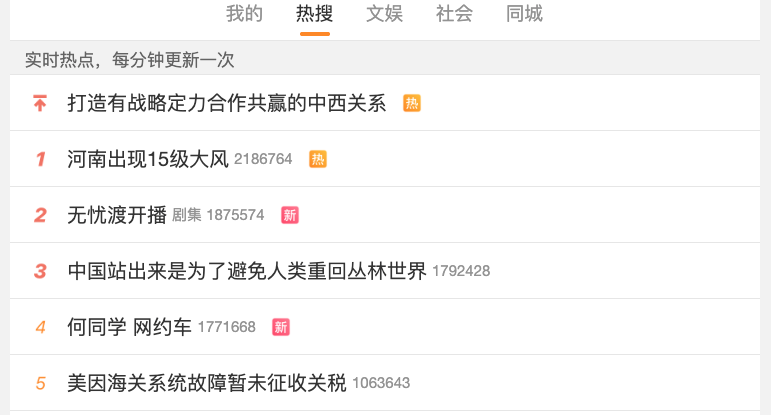 我的 热搜 文娱 社会 同城
实时热点，每分钟更新一次
打造有战略定力合作共赢的中西关系 热
1 河南出现15级大风 2186764 热
2 无忧渡开播 剧集 1875574 新
3 中国站出来是为了避免人类重回丛林世界 1792428
4 何同学 网约车 1771668 新
5 美因海关系统故障暂未征收关税 1063643